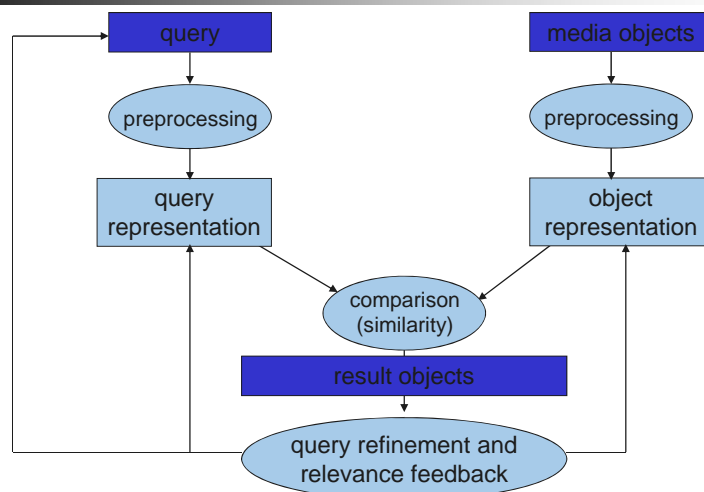 query
media objects
preprocessing
preprocessing
query
representation
object
representation
comparison
(similarity)
result objects
query refinement and
relevance feedback